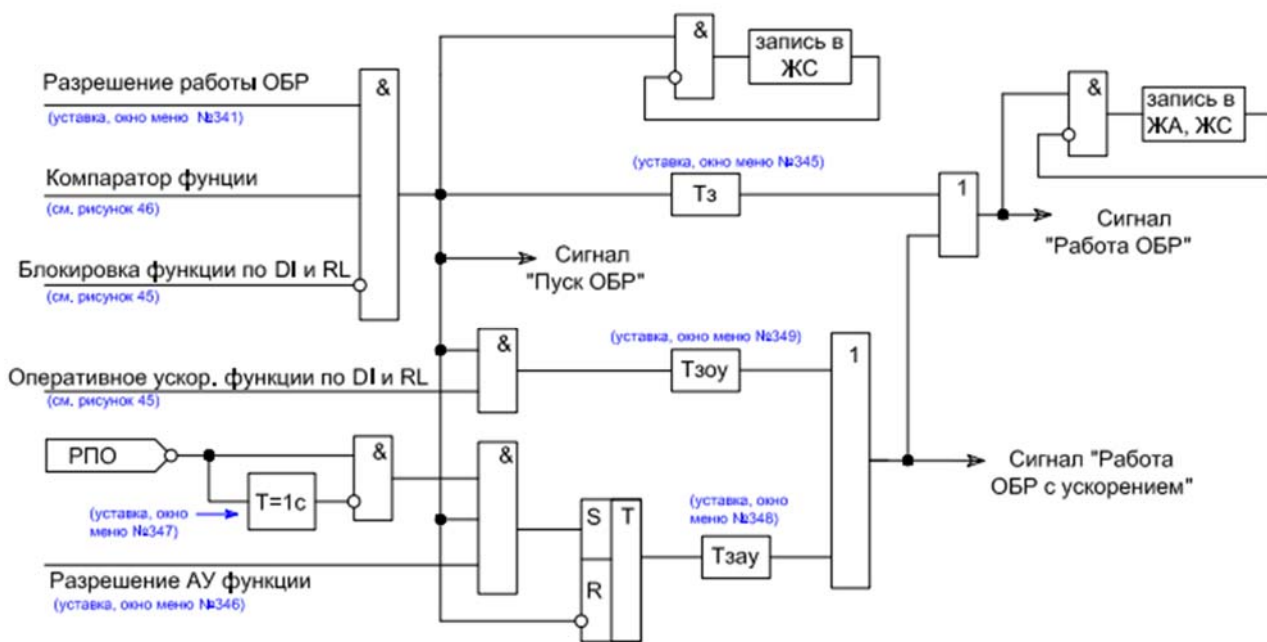 &
запись в
ЖС
Разрешение работы ОБР
(уставка, окно меню №341)
&
&
запись в
ЖА, ЖС
Компаратор фунции
(см. рисунок 46)
(уставка, окно меню №345)
Тз
1
Сигнал
"Работа ОБР"
Блокировка функции по DI и RL
(см. рисунок 45)
Сигнал
"Пуск ОБР"
Оперативное ускор. функции по DI и RL
(см. рисунок 45)
&
(уставка, окно меню №349)
Тзоу
1
РПО
&
T=1c
(уставка, окно
меню №347)
&
S T
R
(уставка, окно
меню №348)
Тзау
Сигнал "Работа
ОБР с ускорением"
Разрешение АУ функции
(уставка, окно меню №346)